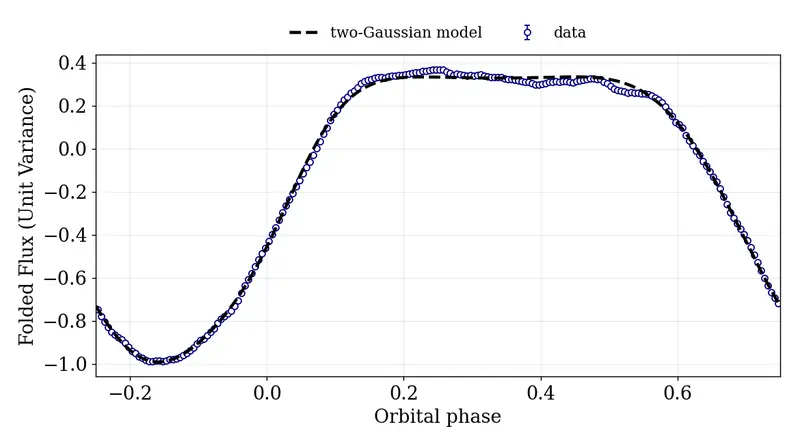 two-Gaussian model data
Folded Flux (Unit Variance)
0.4
0.2
0.0
−0.2
−0.4
−0.6
−0.8
−1.0
−0.2 0.0 0.2 0.4 0.6
Orbital phase